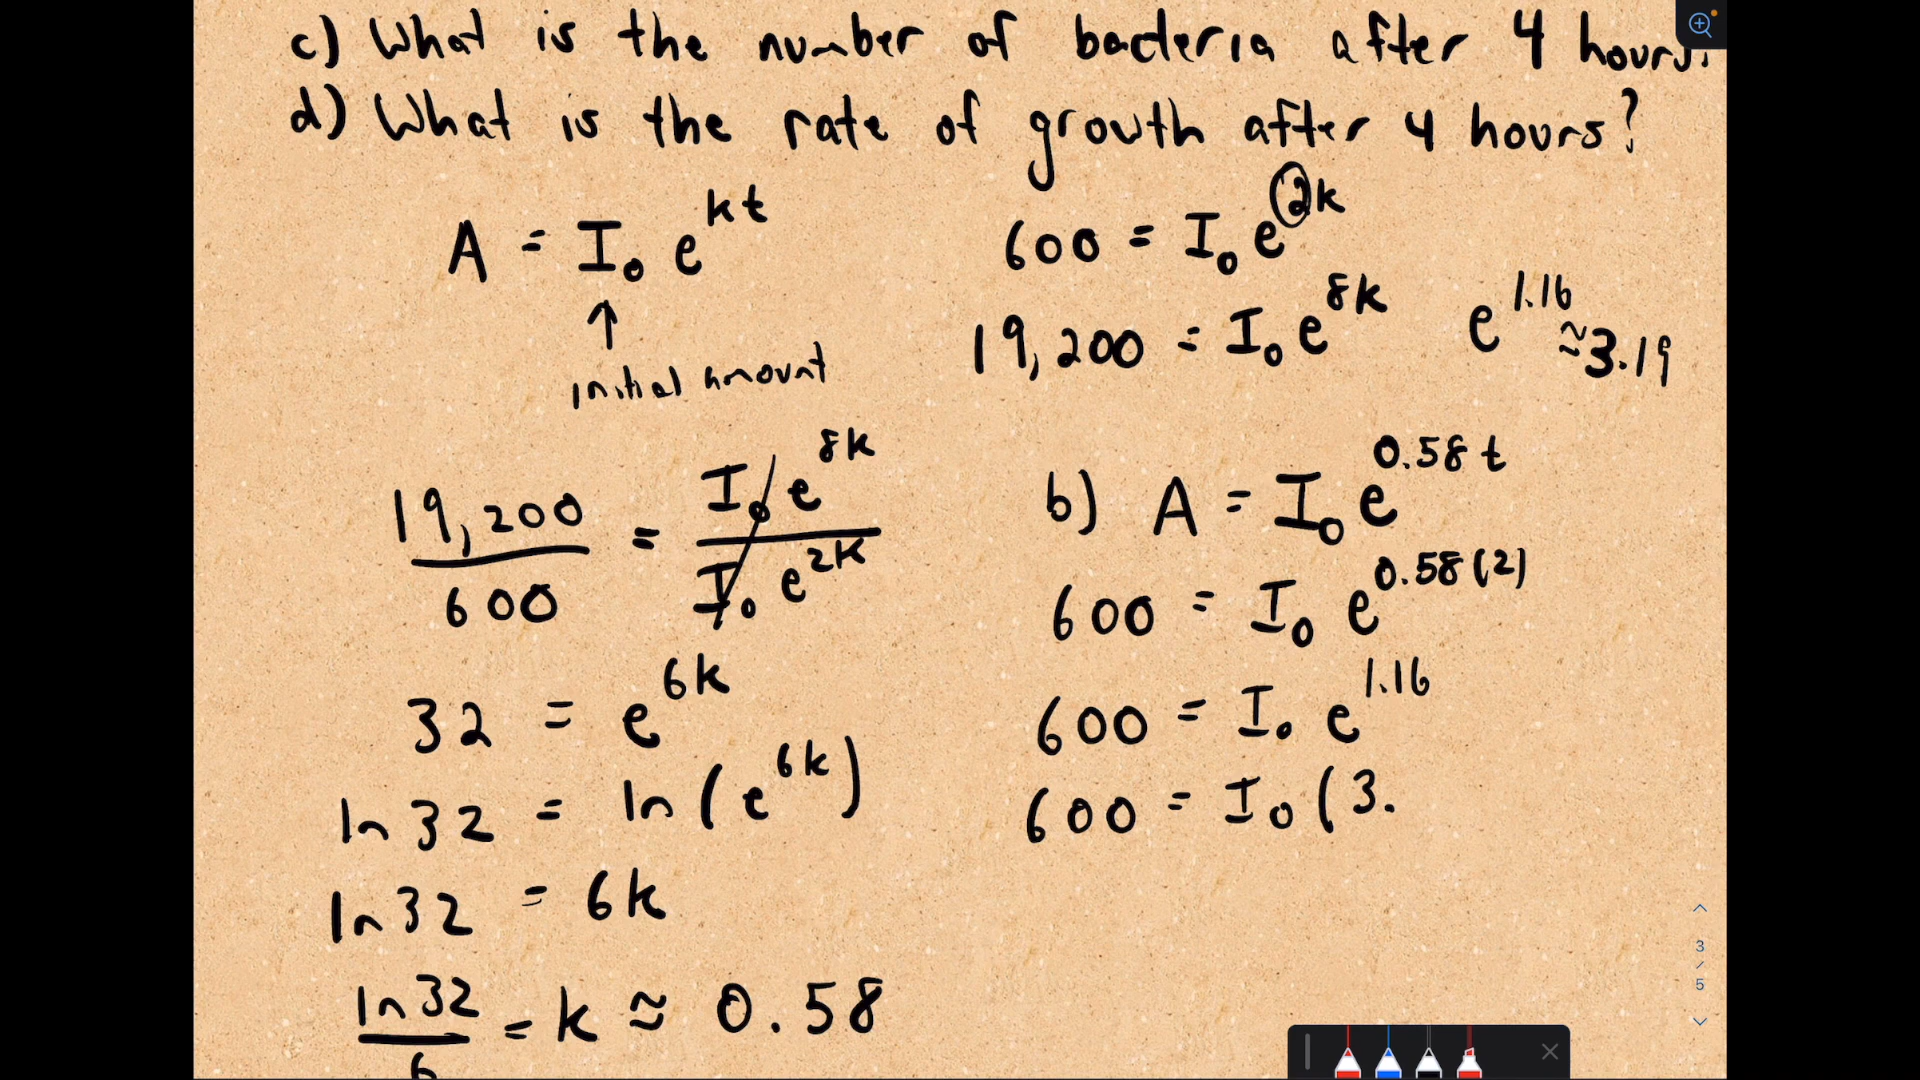 c) What is the number of bacteria after 4 hours?
d) What is the rate of growth after 4 hours?
A = I₀ e^kt
initial amount
600 = I₀ e^2k
19,200 = I₀ e^8k
e^1.16 ≈ 3.19
19,200 / 600 = I₀ e^8k / I₀ e^2k
32 = e^6k
ln 32 = ln (e^6k)
ln 32 = 6k
ln 32 / 6 = k ≈ 0.58
b) A = I₀ e^0.58t
600 = I₀ e^0.58(2)
600 = I₀ e^1.16
600 = I₀ (3.
3 / 5